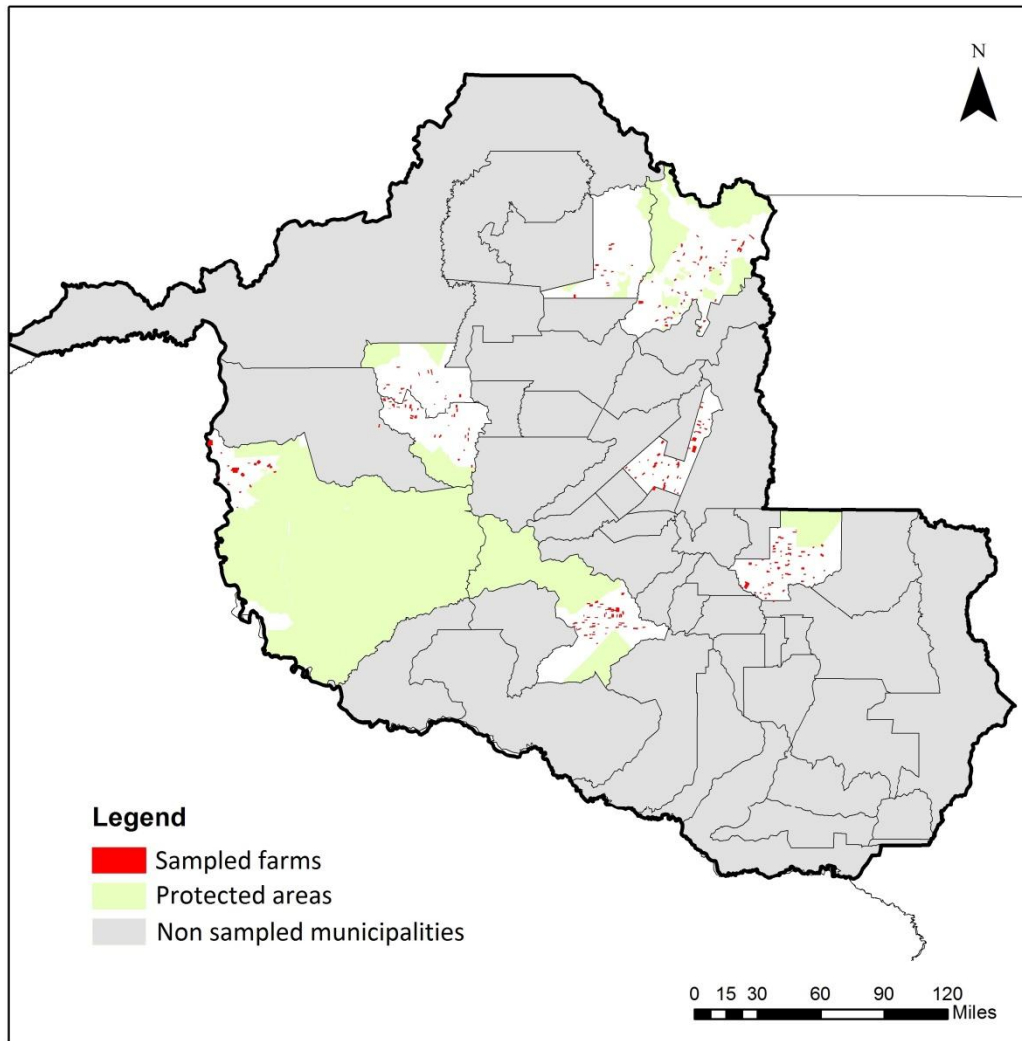 N
Legend
Sampled farms
Protected areas
Non sampled municipalities
0 15 30 60 90 120
Miles